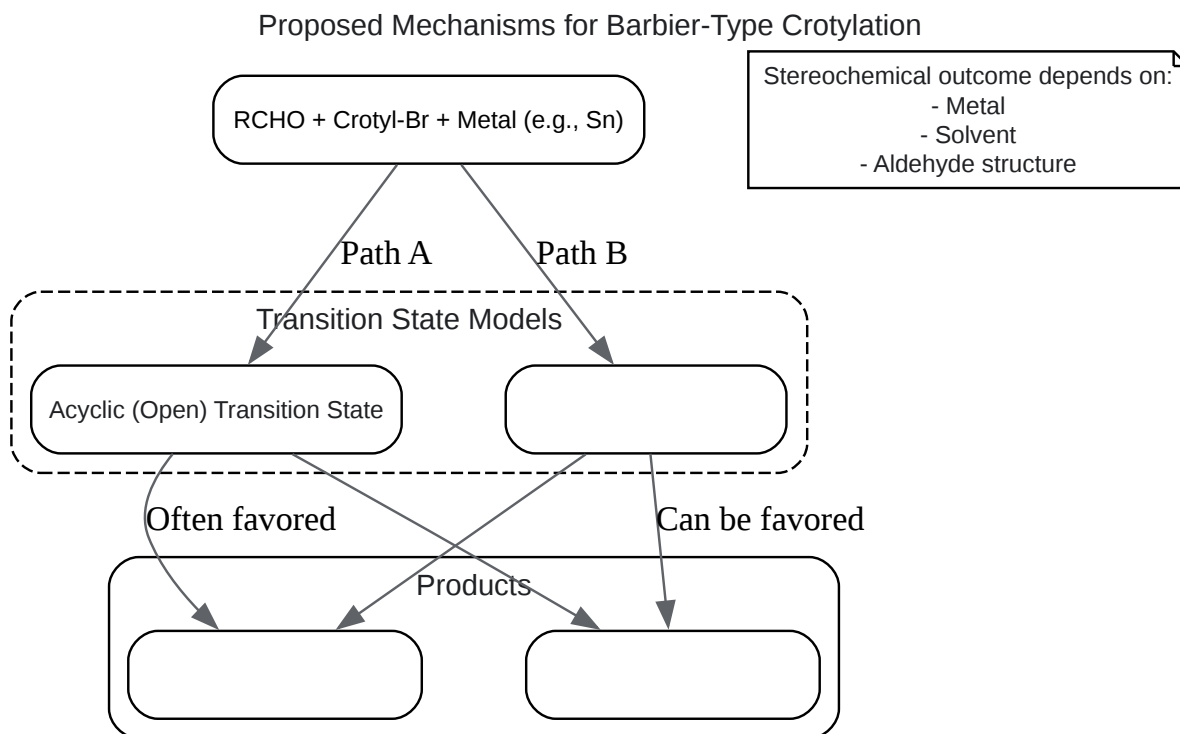 Proposed Mechanisms for Barbier-Type Crotylation
Stereochemical outcome depends on:
- Metal
- Solvent
- Aldehyde structure
RCHO + Crotyl-Br + Metal (e.g., Sn)
Path A
Path B
Transition State Models
Acyclic (Open) Transition State
Often favored
Can be favored
Products